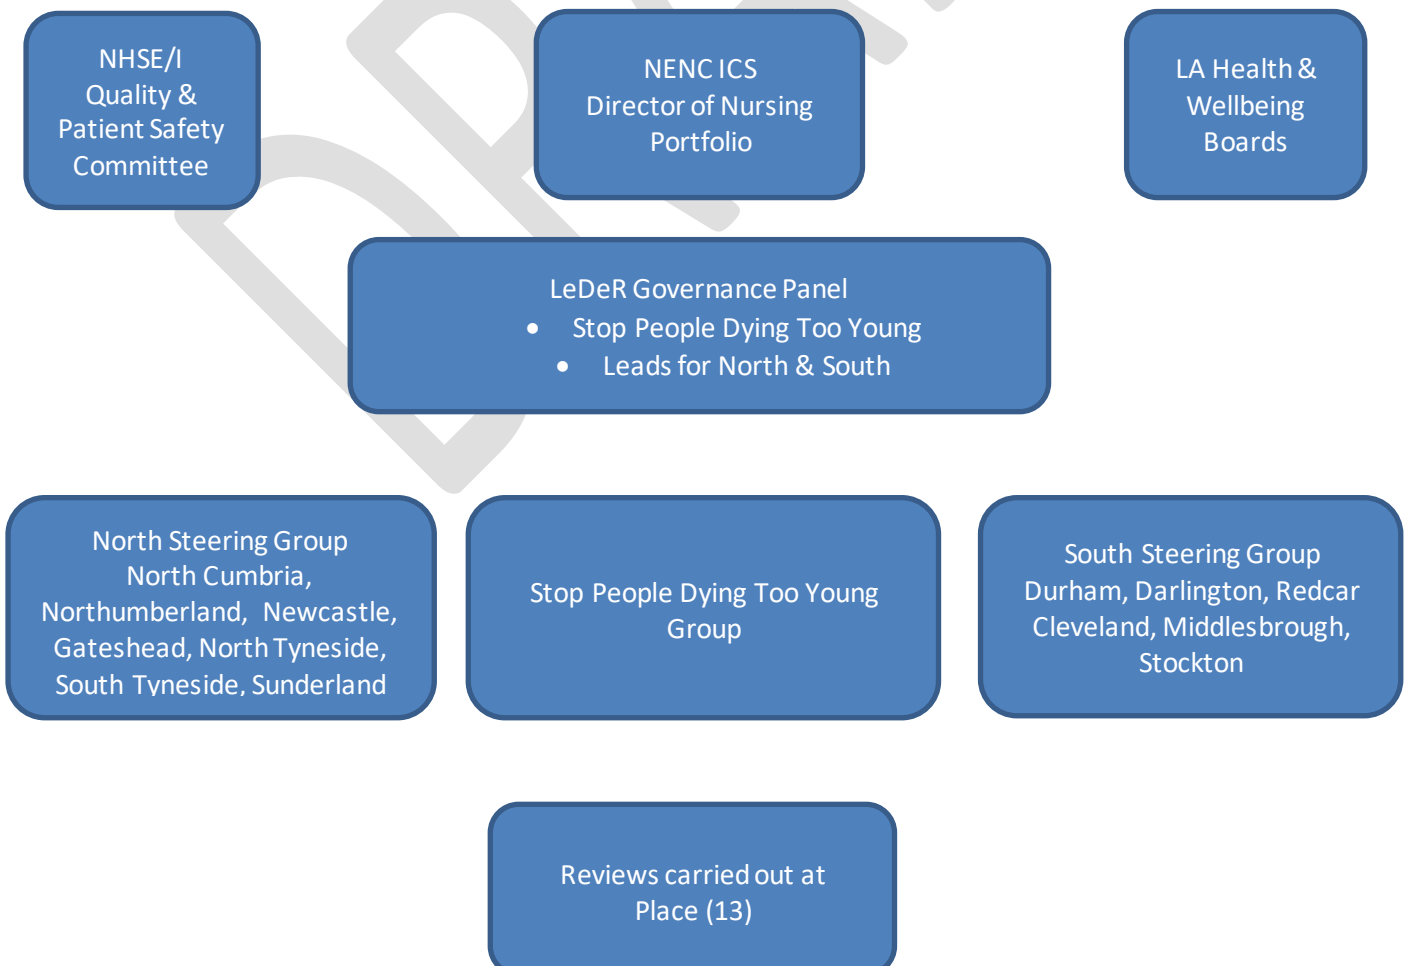 NHSE/I
Quality &
Patient Safety
Committee
NENC ICS
Director of Nursing
Portfolio
LA Health &
Wellbeing
Boards
LeDeR Governance Panel
• Stop People Dying Too Young
• Leads for North & South
North Steering Group
North Cumbria,
Northumberland, Newcastle,
Gateshead, North Tyneside,
South Tyneside, Sunderland
Stop People Dying Too Young
Group
South Steering Group
Durham, Darlington, Redcar
Cleveland, Middlesbrough,
Stockton
Reviews carried out at
Place (13)